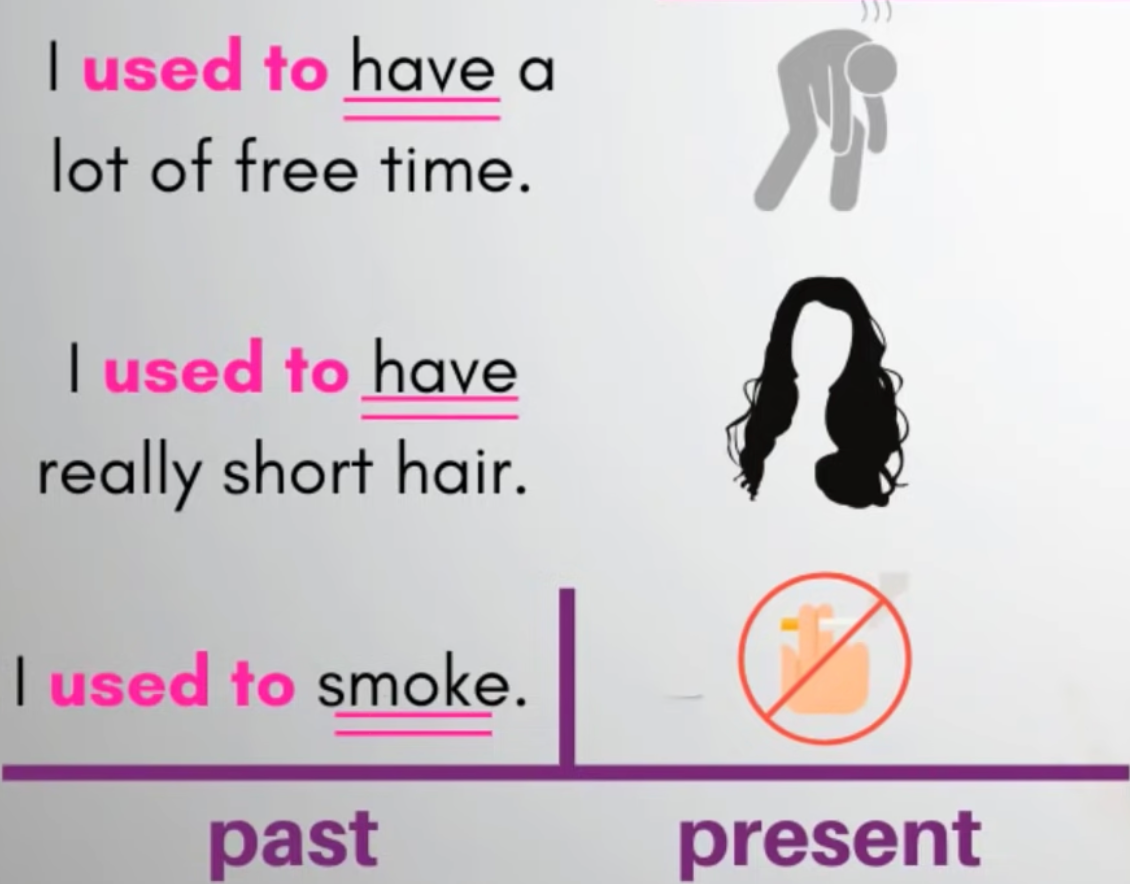 I used to have a
lot of free time.
I used to have
really short hair.
I used to smoke.
past
present